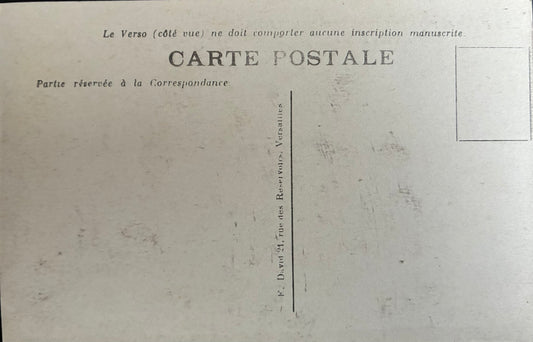 Le Verso (côté vue) ne doit comporter aucune inscription manuscrite.
CARTE POSTALE
Partie réservée à la Correspondance.
— E. David 21, rue des Reservoirs, Versailles